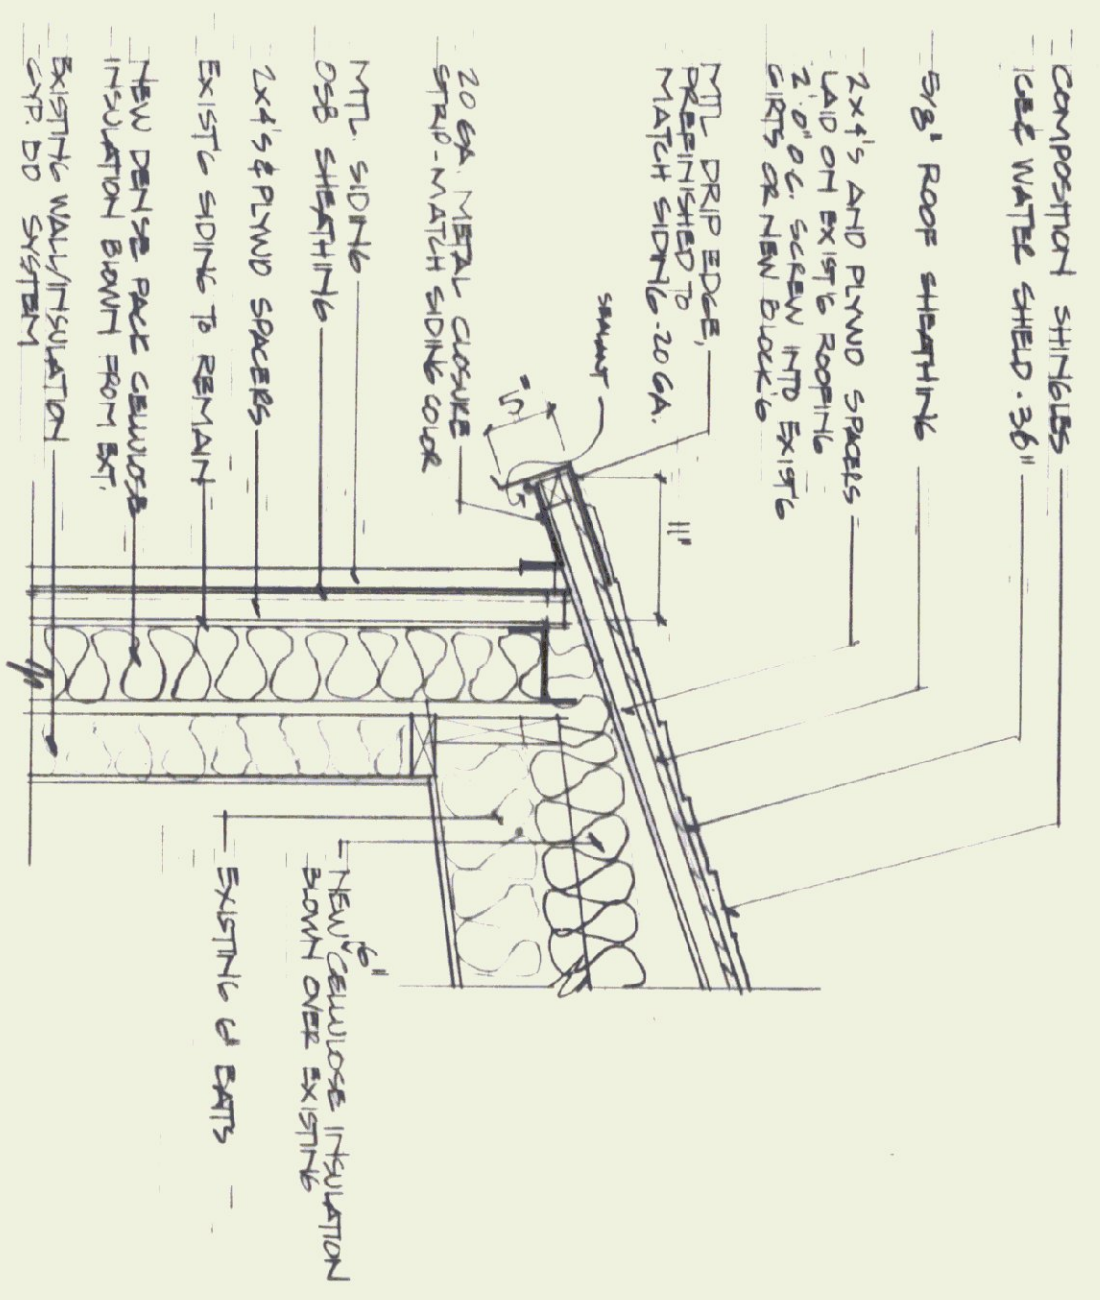 COMPOSITION SHINGLES
ICE & WATER SHIELD - 36"
5/8" ROOF SHEATHING
2X4'S AND PLYWD SPACERS
LAID ON EXIST'G ROOFING
2'-0" OC. SCREW INTO EXIST'G
GIRTS OR NEW BLOCK'G
MTL DRIP EDGE,
PREFINISHED TO
MATCH SIDING - 20 GA.
SEALANT
5"
11"
20 GA. METAL CLOSURE
STRIP - MATCH SIDING COLOR
MTL. SIDING
OSB SHEATHING
2X4'S & PLYWD SPACERS
EXIST'G SIDING TO REMAIN
NEW DENSE PACK CELLULOSE
INSULATION BLOWN FROM EXT.
EXISTING WALL/INSULATION
GYP. BD SYSTEM
NEW 6" CELLULOSE INSULATION
BLOWN OVER EXISTING
EXISTING 6" BATTS